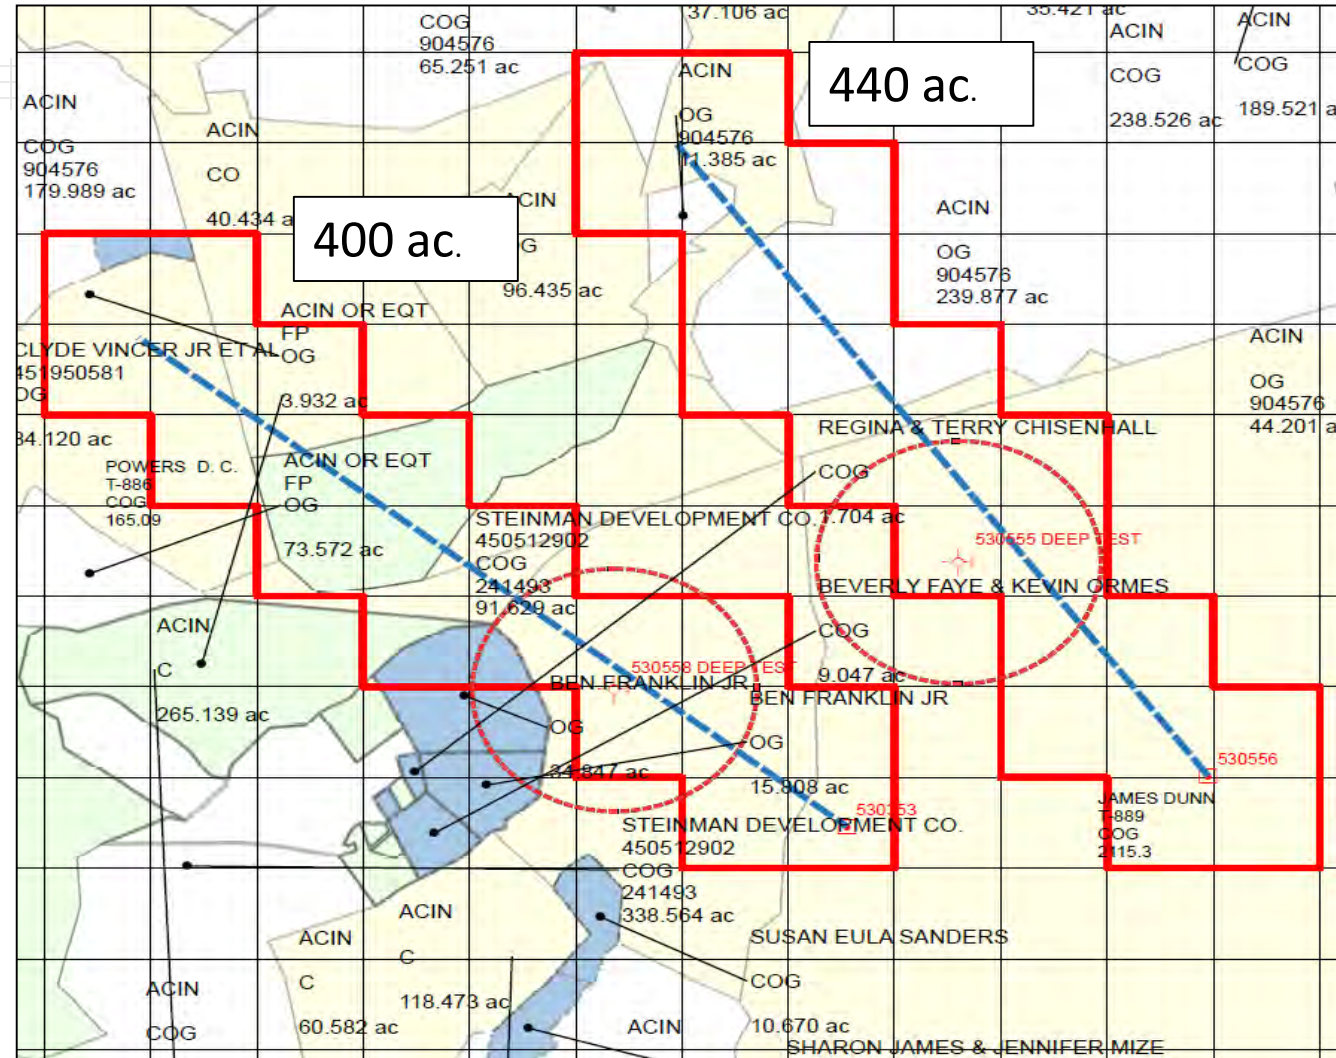 COG
904576
65.251 ac
37.106 ac
35.421 ac
ACIN
COG
238.526 ac
ACIN
COG
189.521 a
440 ac.
ACIN
OG
904576
11.385 ac
ACIN
COG
904576
179.989 ac
ACIN
CO
40.434 a
400 ac.
ACIN
OG
96.435 ac
ACIN
OG
904576
239.877 ac
ACIN OR EQT
FP
OG
3.932 ac
CLYDE VINCER JR ET AL
451950581
OG
34.120 ac
ACIN
OG
904576
44.201 a
POWERS D. C.
T-886
COG
165.09
ACIN OR EQT
FP
OG
73.572 ac
REGINA & TERRY CHISENHALL
COG
1.704 ac
STEINMAN DEVELOPMENT CO.
450512902
COG
241493
91.629 ac
530555 DEEP TEST
BEVERLY FAYE & KEVIN ORMES
COG
9.047 ac
ACIN
C
265.139 ac
530558 DEEP TEST
BEN FRANKLIN JR
OG
34.847 ac
BEN FRANKLIN JR
OG
15.808 ac
530556
530353
JAMES DUNN
T-889
COG
2115.3
STEINMAN DEVELOPMENT CO.
450512902
COG
241493
338.564 ac
ACIN
C
60.582 ac
ACIN
C
118.473 ac
SUSAN EULA SANDERS
COG
10.670 ac
ACIN
COG
ACIN
SHARON JAMES & JENNIFER MIZE